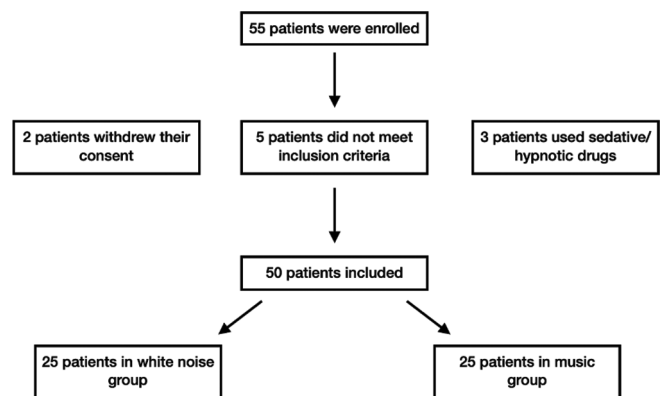 55 patients were enrolled
2 patients withdrew their
consent
5 patients did not meet
inclusion criteria
3 patients used sedative/
hypnotic drugs
50 patients included
25 patients in white noise
group
25 patients in music
group